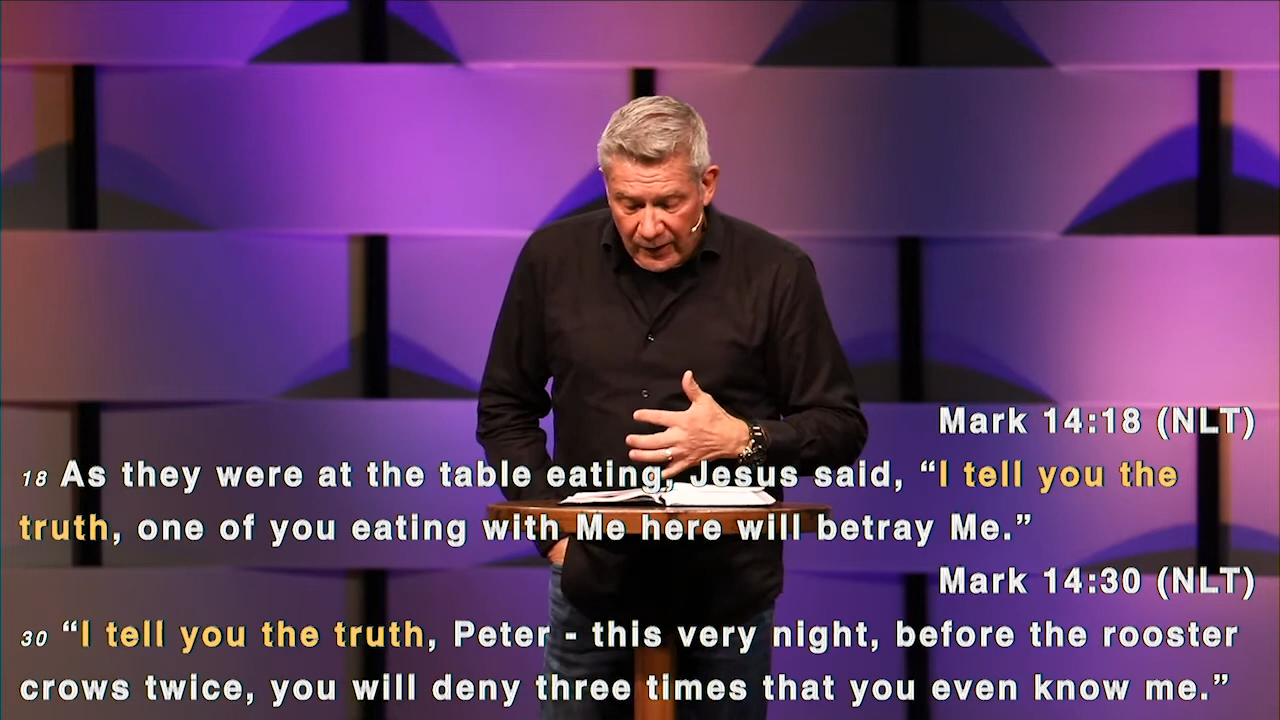 Mark 14:18 (NLT)
18 As they were at the table eating, Jesus said, “I tell you the
truth, one of you eating with Me here will betray Me.”
Mark 14:30 (NLT)
30 “I tell you the truth, Peter - this very night, before the rooster
crows twice, you will deny three times that you even know me.”